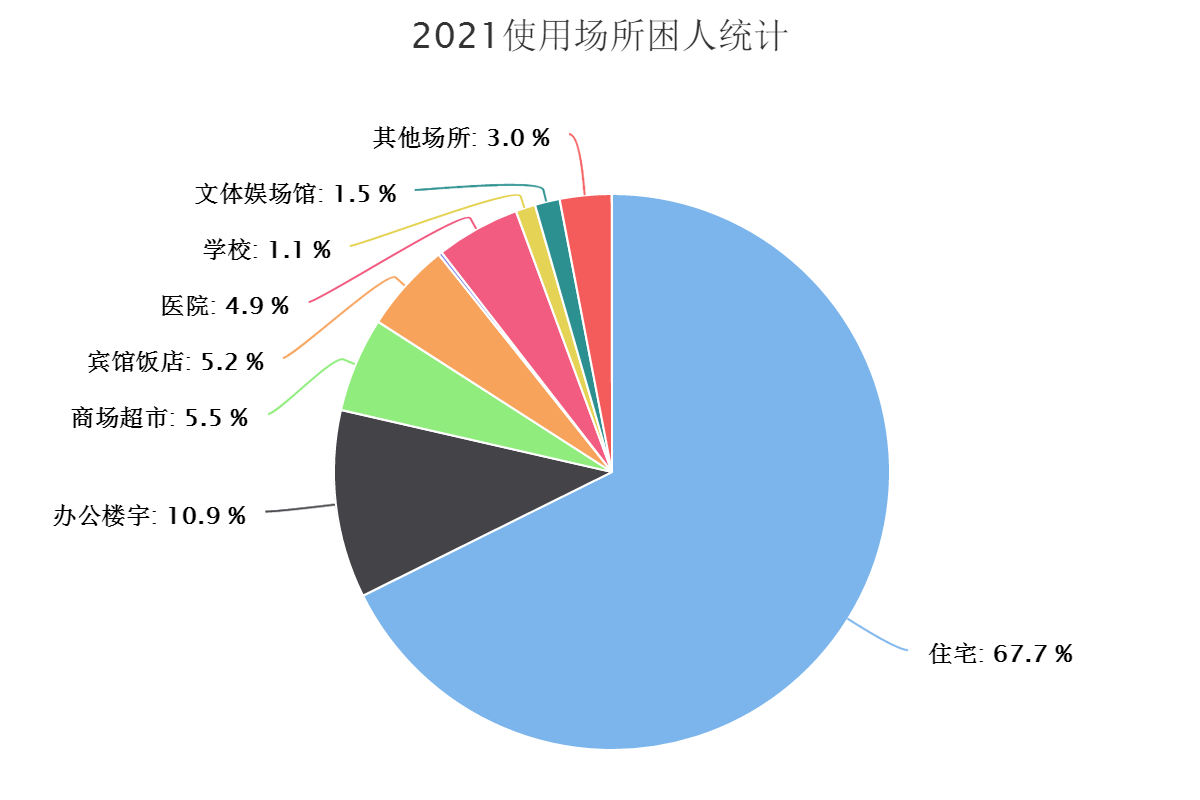 2021使用场所困人统计
其他场所: 3.0 %
文体娱场馆: 1.5 %
学校: 1.1 %
医院: 4.9 %
宾馆饭店: 5.2 %
商场超市: 5.5 %
办公楼宇: 10.9 %
住宅: 67.7 %